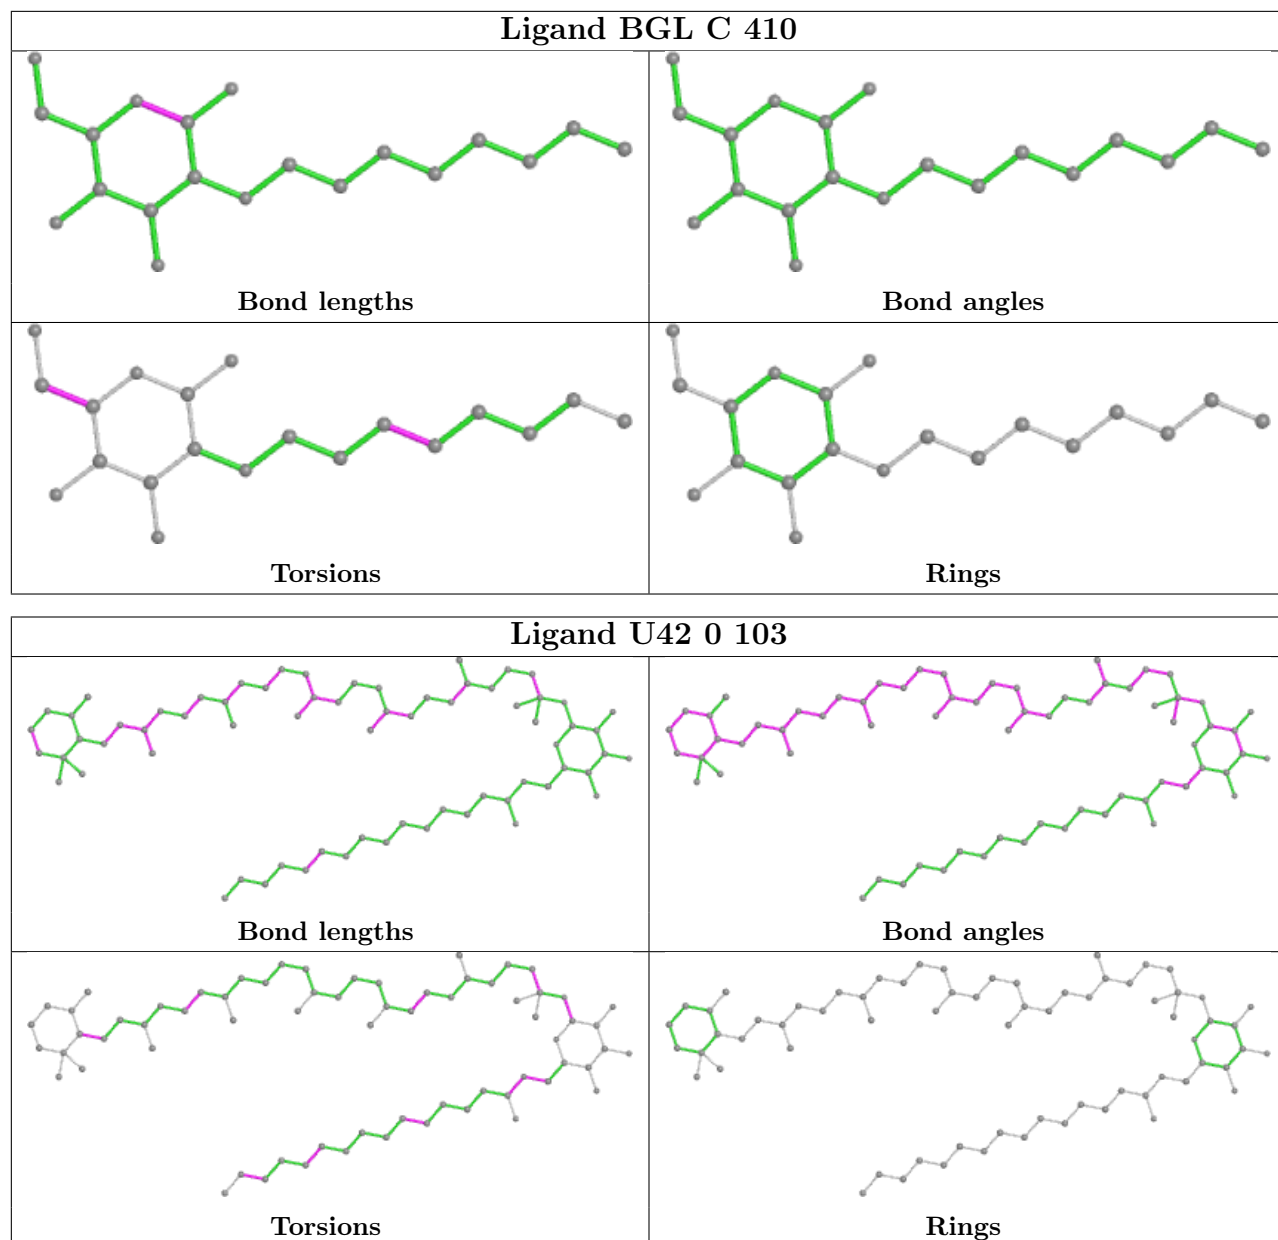 Ligand BGL C 410
Bond lengths
Bond angles
Torsions
Rings
Ligand U42 0 103
Bond lengths
Bond angles
Torsions
Rings